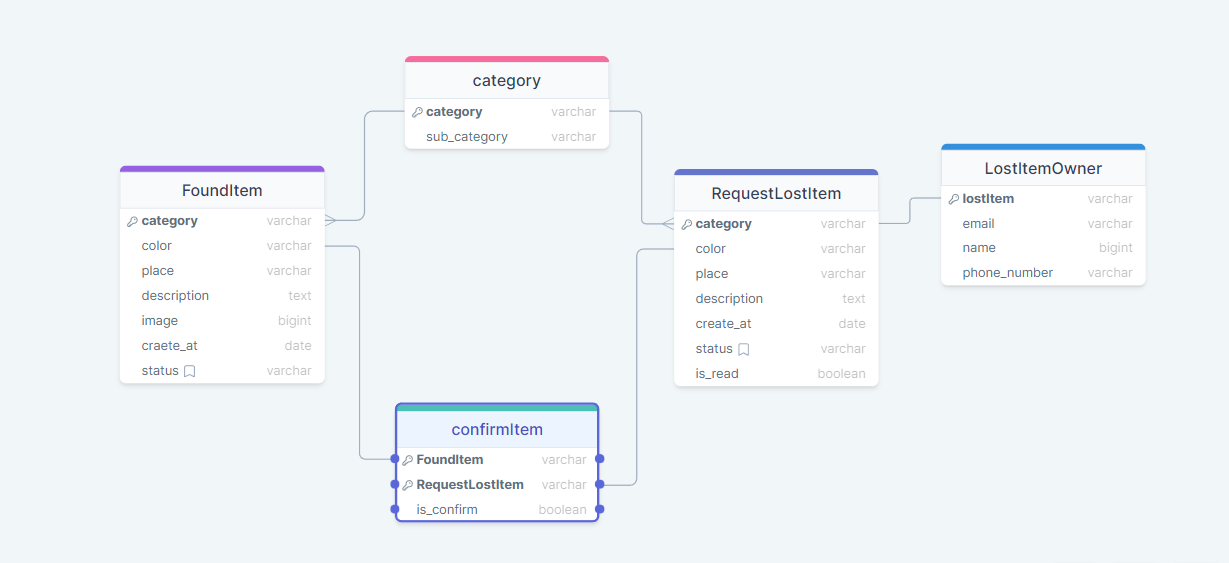 category
category varchar
sub_category varchar
FoundItem
category varchar
color varchar
place varchar
description text
image bigint
craete_at date
status varchar
RequestLostItem
category varchar
color varchar
place varchar
description text
create_at date
status varchar
is_read boolean
LostItemOwner
lostItem varchar
email varchar
name bigint
phone_number varchar
confirmItem
FoundItem varchar
RequestLostItem varchar
is_confirm boolean